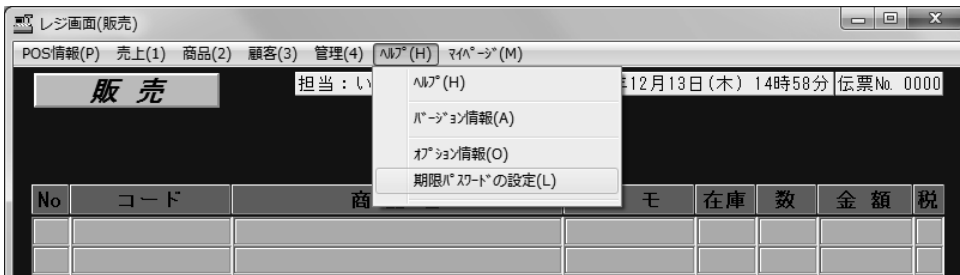 レジ画面(販売)
POS情報(P) 売上(1) 商品(2) 顧客(3) 管理(4) ﾍﾙﾌﾟ(H) ﾏｲﾍﾟｰｼﾞ(M)
販 売 担当:い 12月13日(木) 14時58分 伝票No. 0000
ﾍﾙﾌﾟ(H)
ﾊﾞｰｼﾞｮﾝ情報(A)
ｵﾌﾟｼｮﾝ情報(O)
期限ﾊﾟｽﾜｰﾄﾞの設定(L)
No コード 商 モ 在庫 数 金 額 税